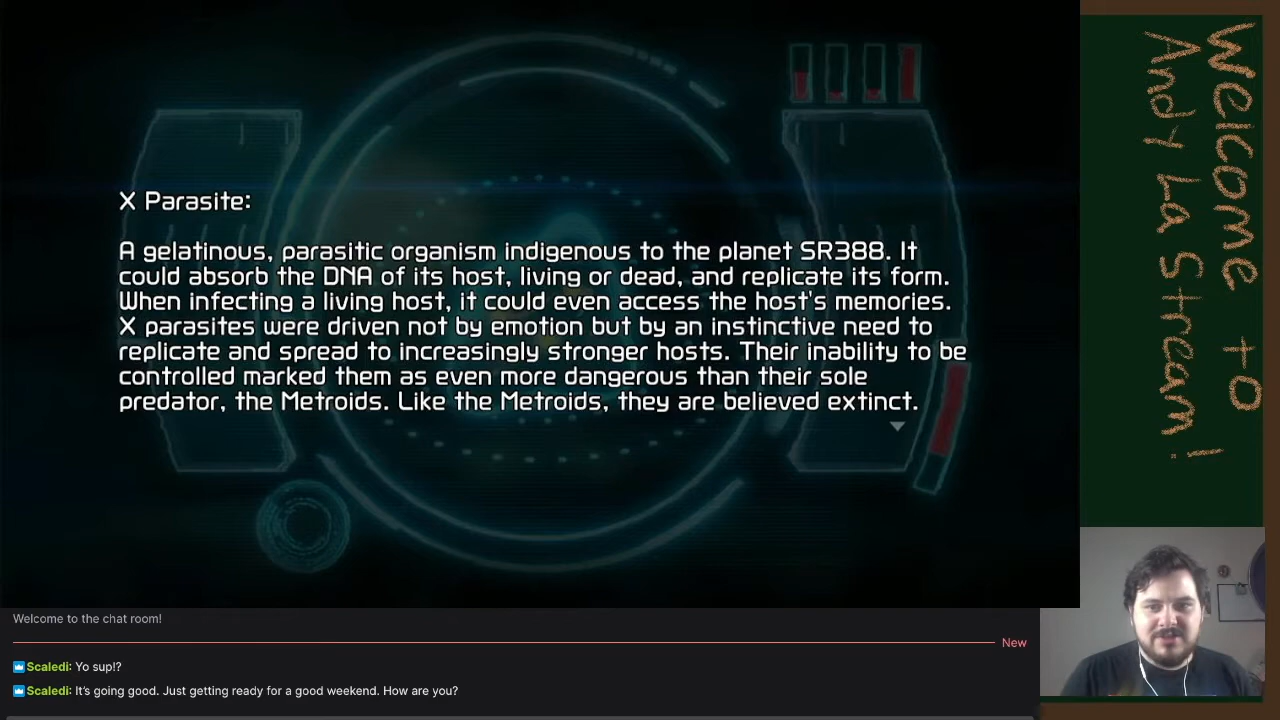 X Parasite:
A gelatinous, parasitic organism indigenous to the planet SR388. It
could absorb the DNA of its host, living or dead, and replicate its form.
When infecting a living host, it could even access the host's memories.
X parasites were driven not by emotion but by an instinctive need to
replicate and spread to increasingly stronger hosts. Their inability to be
controlled marked them as even more dangerous than their sole
predator, the Metroids. Like the Metroids, they are believed extinct.
Welcome to
Andy La Stream!
Welcome to the chat room!
New
Scaledi: Yo sup!?
Scaledi: It's going good. Just getting ready for a good weekend. How are you?